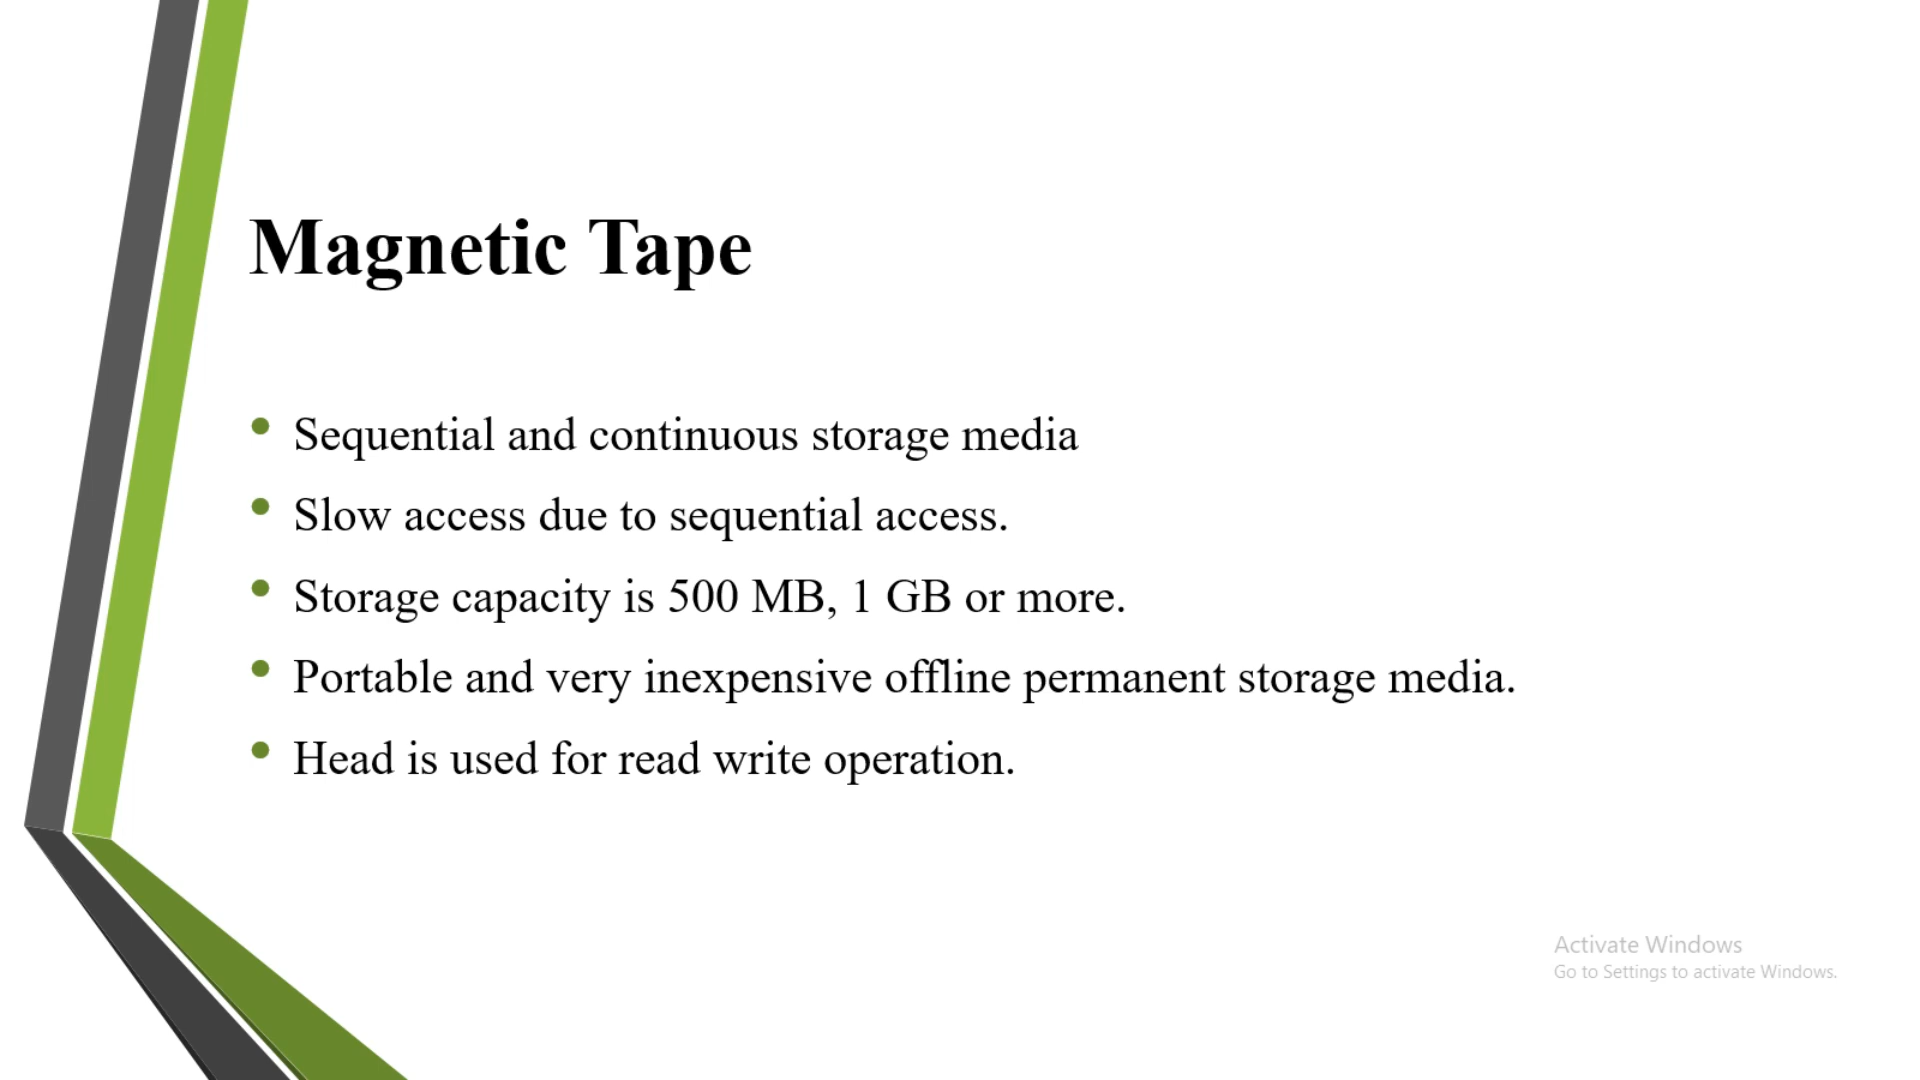 Magnetic Tape
Sequential and continuous storage media
Slow access due to sequential access.
Storage capacity is 500 MB, 1 GB or more.
Portable and very inexpensive offline permanent storage media.
Head is used for read write operation.
Activate Windows
Go to Settings to activate Windows.